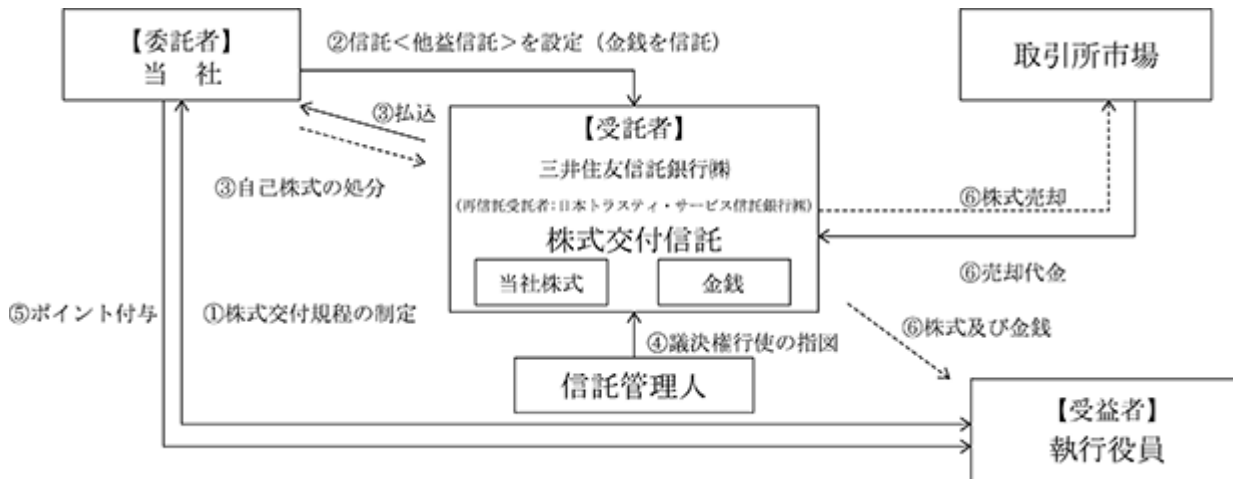 【委託者】
当 社
②信託<他益信託>を設定（金銭を信託）
取引所市場
③払込
③自己株式の処分
【受託者】
三井住友信託銀行㈱
（再信託受託者：日本トラスティ・サービス信託銀行㈱）
株式交付信託
当社株式
金銭
⑥株式売却
⑥売却代金
⑤ポイント付与
①株式交付規程の制定
④議決権行使の指図
⑥株式及び金銭
信託管理人
【受益者】
執行役員